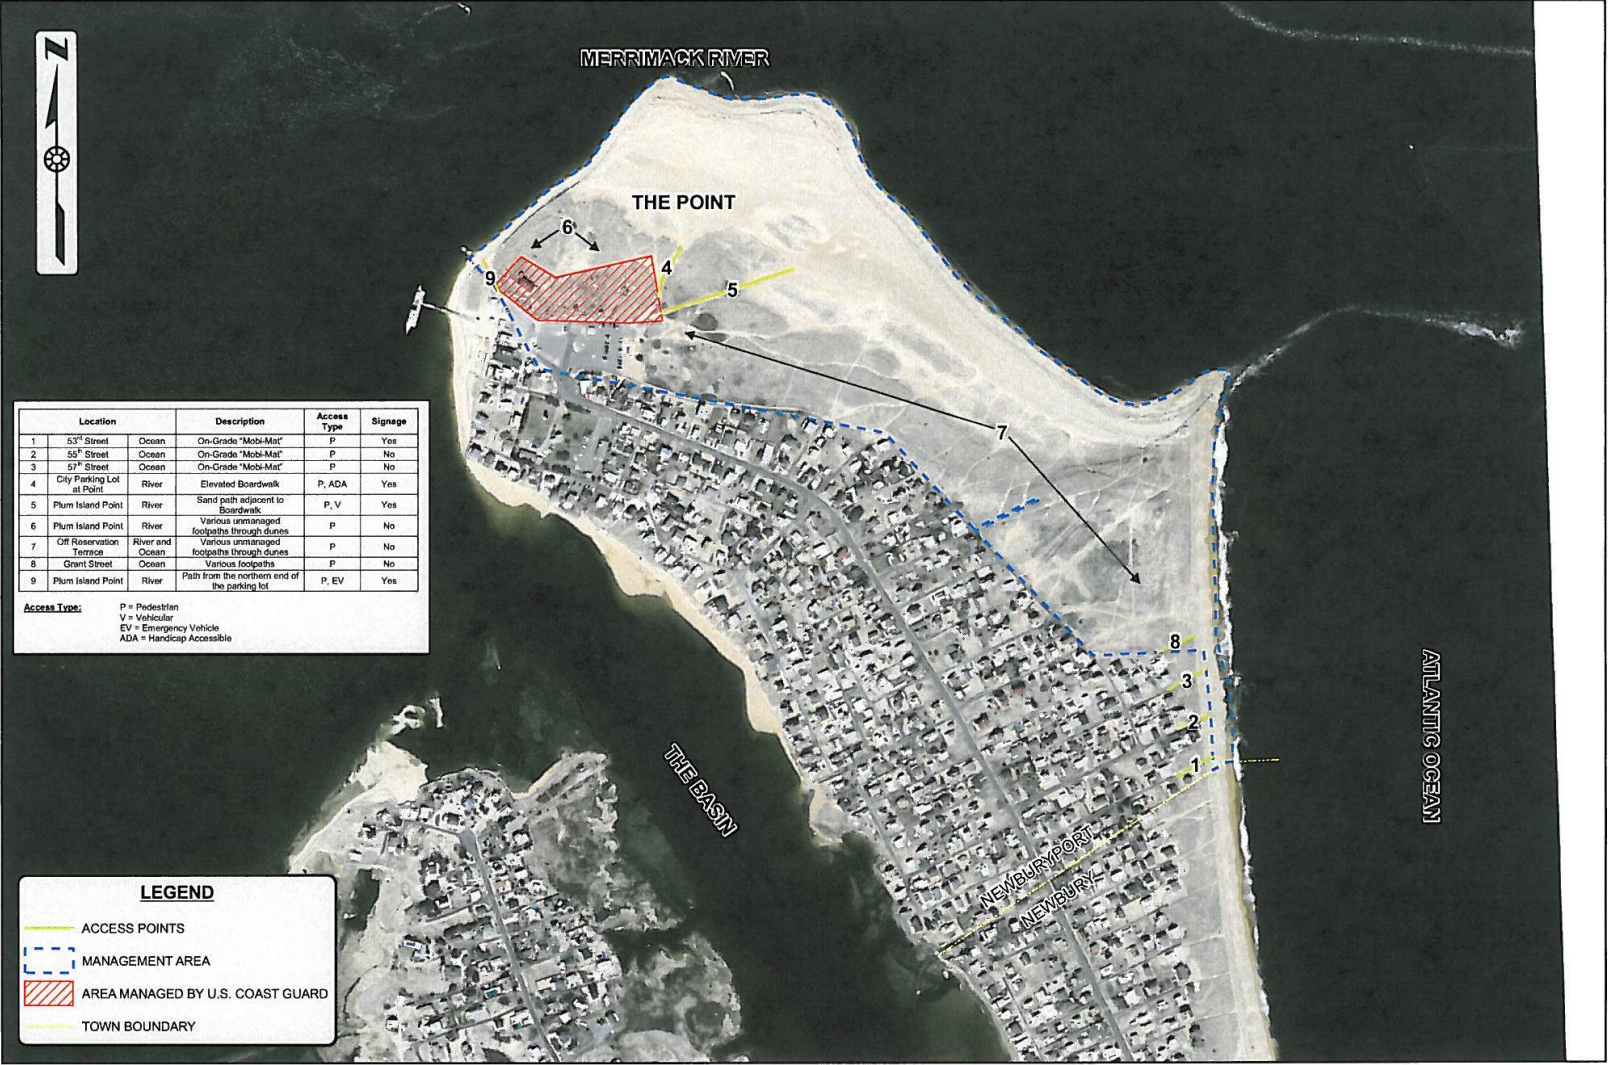 N
MERRIMACK RIVER
THE POINT
6
9
4
5
7
8
3
2
1
Location Description Access Type Signage
1 53rd Street Ocean On-Grade "Mobi-Mat" P Yes
2 55th Street Ocean On-Grade "Mobi-Mat" P No
3 57th Street Ocean On-Grade "Mobi-Mat" P No
4 City Parking Lot at Point River Elevated Boardwalk P, ADA Yes
5 Plum Island Point River Sand path adjacent to Boardwalk P, V Yes
6 Plum Island Point River Various unmanaged footpaths through dunes P No
7 Off Reservation Terrace River and Ocean Various unmanaged footpaths through dunes P No
8 Grant Street Ocean Various footpaths P No
9 Plum Island Point River Path from the northern end of the parking lot P, EV Yes
Access Type: P = Pedestrian
V = Vehicular
EV = Emergency Vehicle
ADA = Handicap Accessible
ATLANTIC OCEAN
THE BASIN
NEWBURYPORT
NEWBURY
LEGEND
ACCESS POINTS
MANAGEMENT AREA
AREA MANAGED BY U.S. COAST GUARD
TOWN BOUNDARY